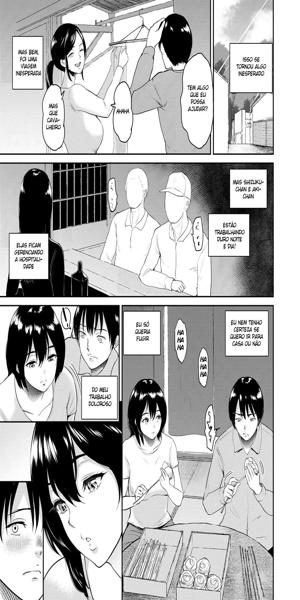 ISSO SE
TORNOU ALGO
INESPERADO
MAS BEM,
FOI UMA
VIAGEM
INESPERADA
TEM ALGO
QUE EU
POSSA
AJUDAR?
AHAHA
MAS
QUE
CAVA-
LHEIRO
MAS SHIZUKU-
CHAN E AKI-
CHAN
ESTÃO
TRABALHANDO
DURO NOITE
E DIA!
ELAS FICAM
GERENCIANDO
A HOSPITALI-
DADE
EU NEM TENHO
CERTEZA SE
QUERO IR PARA
CASA OU NÃO
HA
HA
HA
EU SÓ
QUERIA
FUGIR
HA
HA
HA
DO MEU
TRABALHO
DOLOROSO